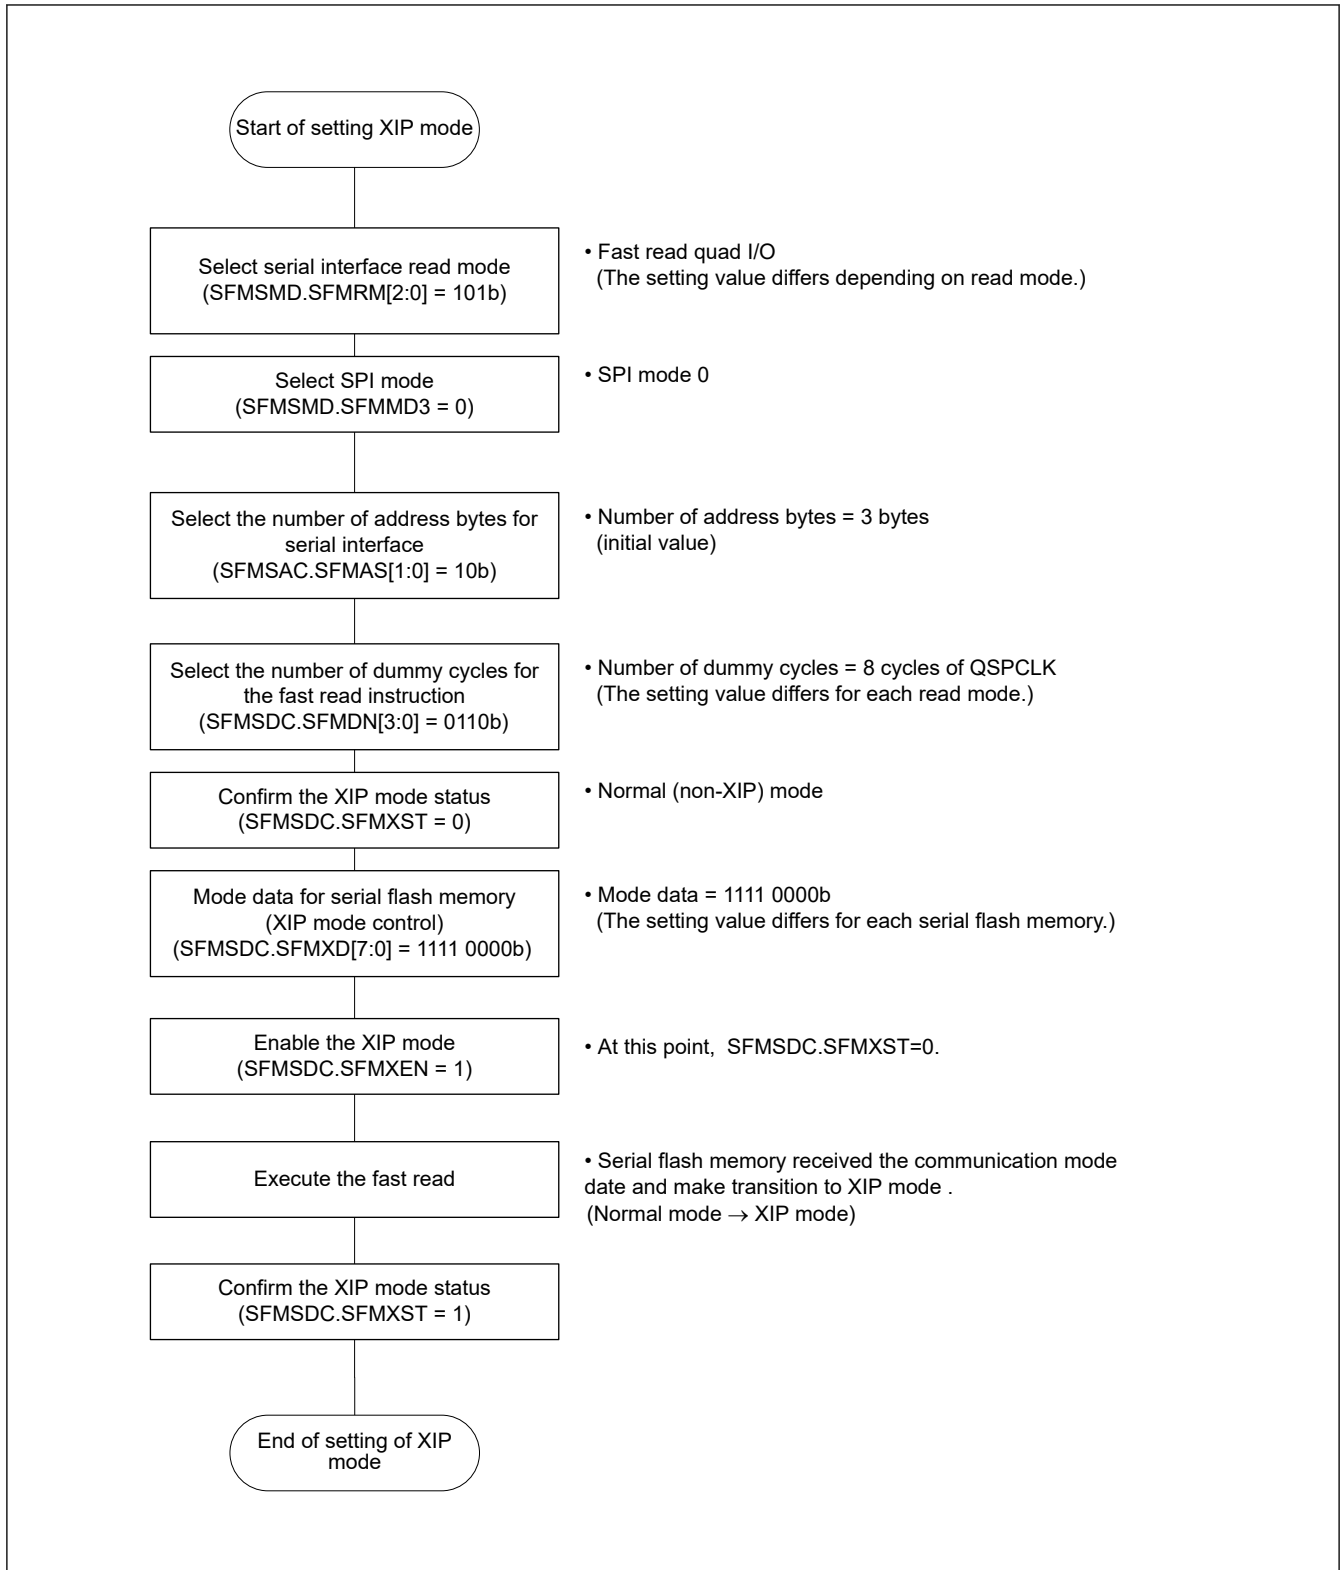 Start of setting XIP mode
Select serial interface read mode
(SFMSMD.SFMRM[2:0] = 101b)
• Fast read quad I/O
(The setting value differs depending on read mode.)
Select SPI mode
(SFMSMD.SFMMD3 = 0)
• SPI mode 0
Select the number of address bytes for
serial interface
(SFMSAC.SFMAS[1:0] = 10b)
• Number of address bytes = 3 bytes
(initial value)
Select the number of dummy cycles for
the fast read instruction
(SFMSDC.SFMDN[3:0] = 0110b)
• Number of dummy cycles = 8 cycles of QSPCLK
(The setting value differs for each read mode.)
Confirm the XIP mode status
(SFMSDC.SFMXST = 0)
• Normal (non-XIP) mode
Mode data for serial flash memory
(XIP mode control)
(SFMSDC.SFMXD[7:0] = 1111 0000b)
• Mode data = 1111 0000b
(The setting value differs for each serial flash memory.)
Enable the XIP mode
(SFMSDC.SFMXEN = 1)
• At this point, SFMSDC.SFMXST=0.
Execute the fast read
• Serial flash memory received the communication mode
date and make transition to XIP mode .
(Normal mode → XIP mode)
Confirm the XIP mode status
(SFMSDC.SFMXST = 1)
End of setting of XIP
mode